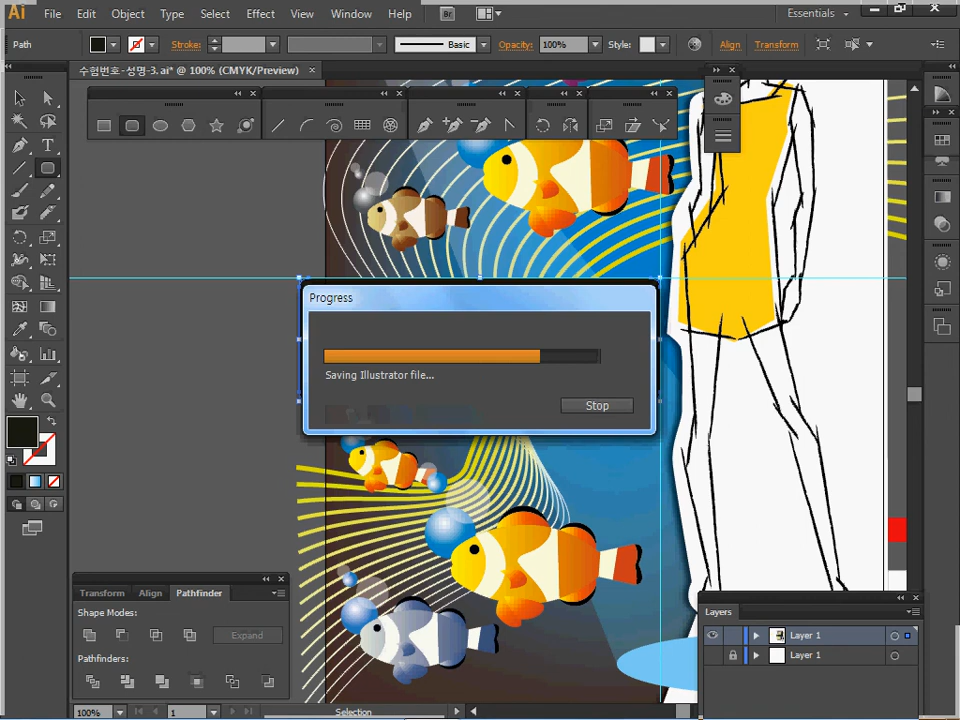 Ai File Edit Object Type Select Effect View Window Help Br Essentials
Path Stroke: Basic Opacity: 100% Style: Align Transform
수험번호-성명-3.ai* @ 100% (CMYK/Preview)
Progress
Saving Illustrator file...
Stop
Transform Align Pathfinder
Shape Modes:
Expand
Pathfinders:
Layers
Layer 1
Layer 1
100% 1 Selection